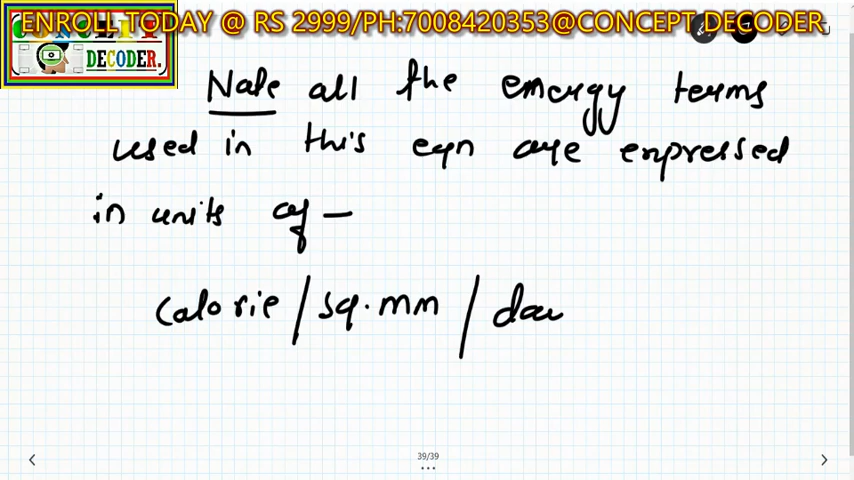 ENROLL TODAY @ RS 2999/PH:7008420353@CONCEPT DECODER.
DECODER.
Note all the energy terms
used in this eqn are expressed
in units of –
calorie / sq. mm / day
39/39